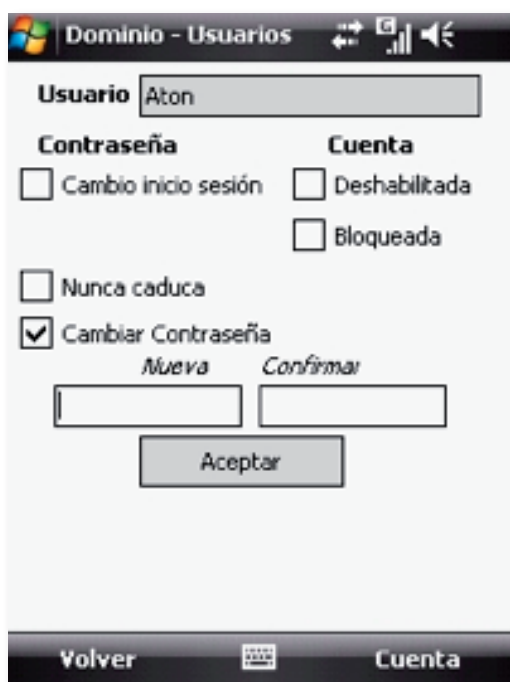 Dominio - Usuarios
G
Usuario Aton
Contraseña Cuenta
Cambio inicio sesión Deshabilitada
Bloqueada
Nunca caduca
Cambiar Contraseña
Nueva Confirmar
Aceptar
Volver Cuenta